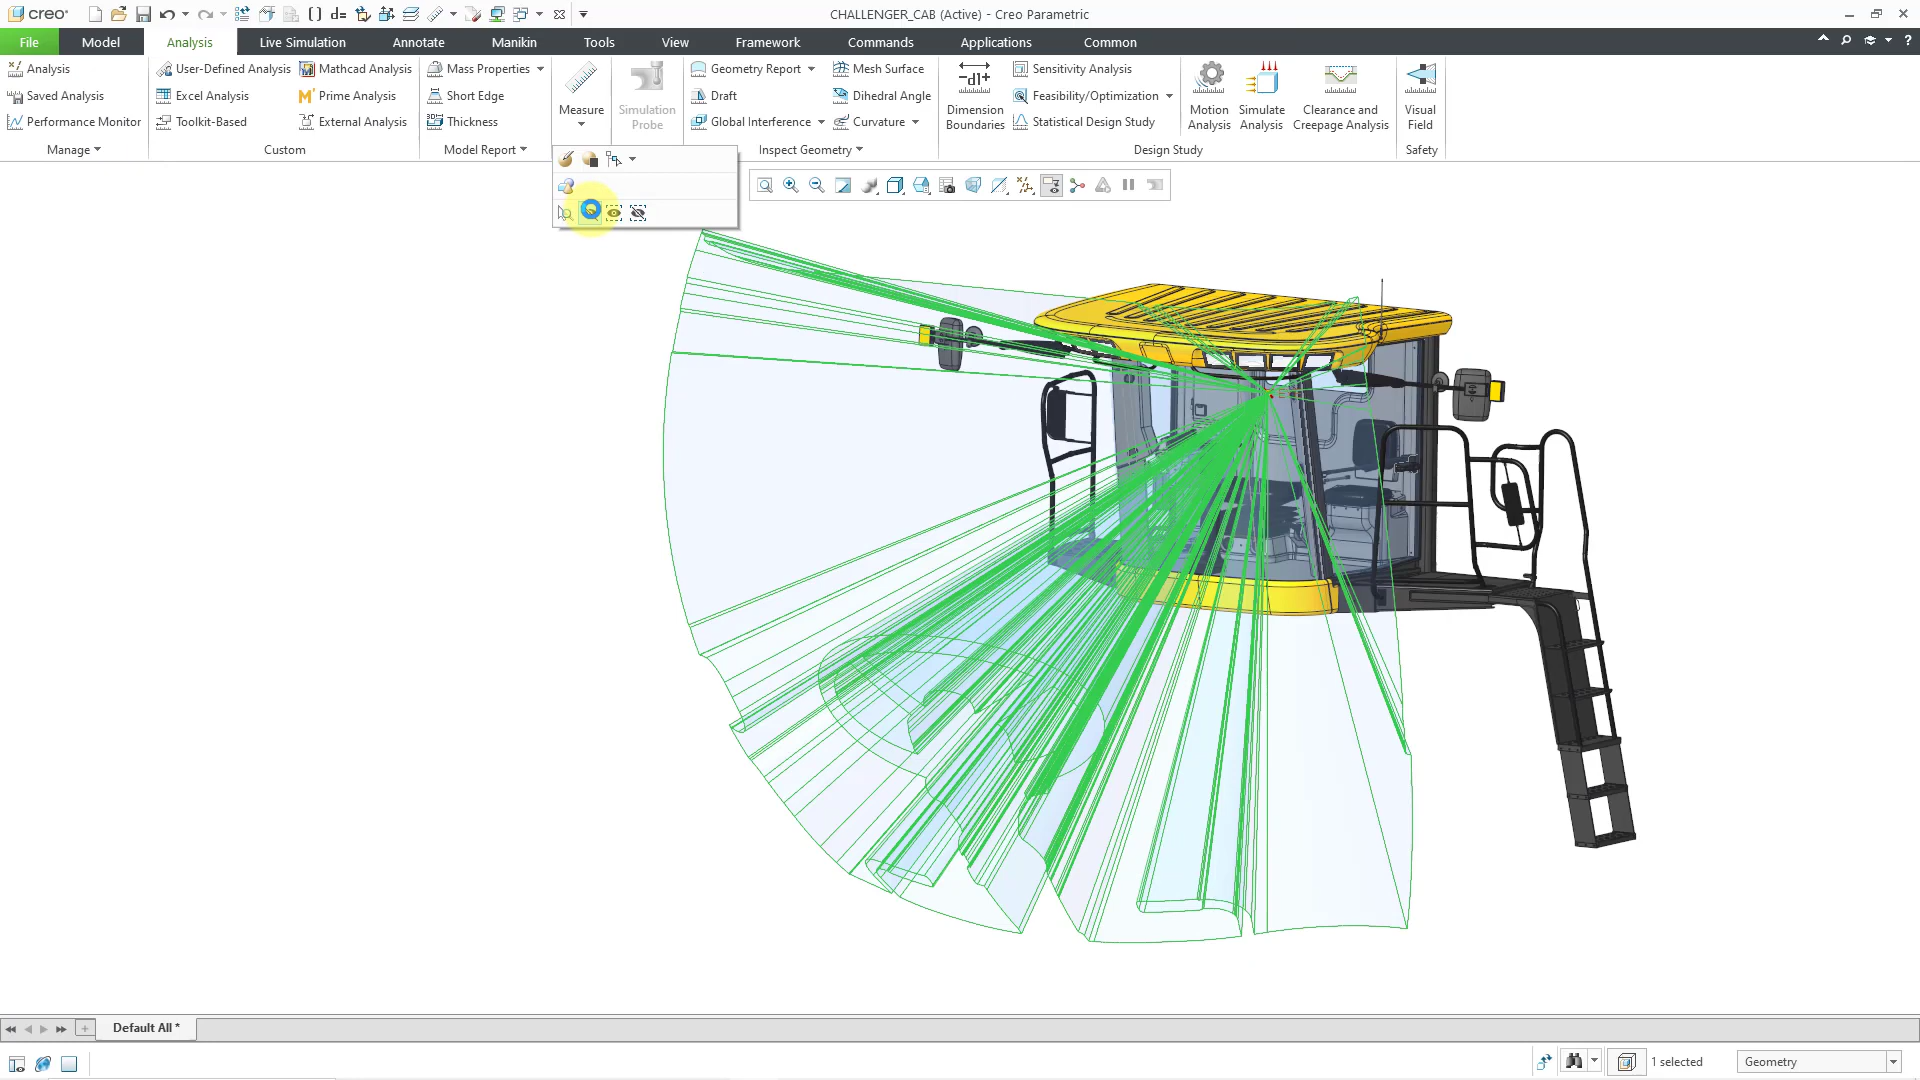 creo
d=
CHALLENGER_CAB (Active) - Creo Parametric
File Model Analysis Live Simulation Annotate Manikin Tools View Framework Commands Applications Common
Analysis
Saved Analysis
Performance Monitor
Manage
User-Defined Analysis
Excel Analysis
Toolkit-Based
Mathcad Analysis
Prime Analysis
External Analysis
Custom
Mass Properties
Short Edge
Thickness
Model Report
Measure
Simulation
Probe
Geometry Report
Draft
Global Interference
Mesh Surface
Dihedral Angle
Curvature
Inspect Geometry
Dimension
Boundaries
Sensitivity Analysis
Feasibility/Optimization
Statistical Design Study
Motion
Analysis
Simulate
Analysis
Clearance and
Creepage Analysis
Design Study
Visual
Field
Safety
Default All *
1 selected
Geometry